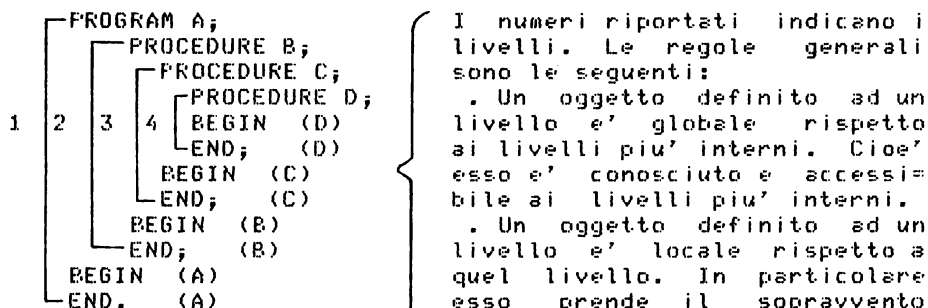 PROGRAM A;
PROCEDURE B;
PROCEDURE C;
PROCEDURE D;
1 2 3 4 BEGIN (D)
END; (D)
BEGIN (C)
END; (C)
BEGIN (B)
END; (B)
BEGIN (A)
END. (A)
I numeri riportati indicano i
livelli. Le regole generali
sono le seguenti:
. Un oggetto definito ad un
livello e' globale rispetto
ai livelli piu' interni. Cioe'
esso e' conosciuto e accessi=
bile ai livelli piu' interni.
. Un oggetto definito ad un
livello e' locale rispetto a
quel livello. In particolare
esso prende il sopravvento